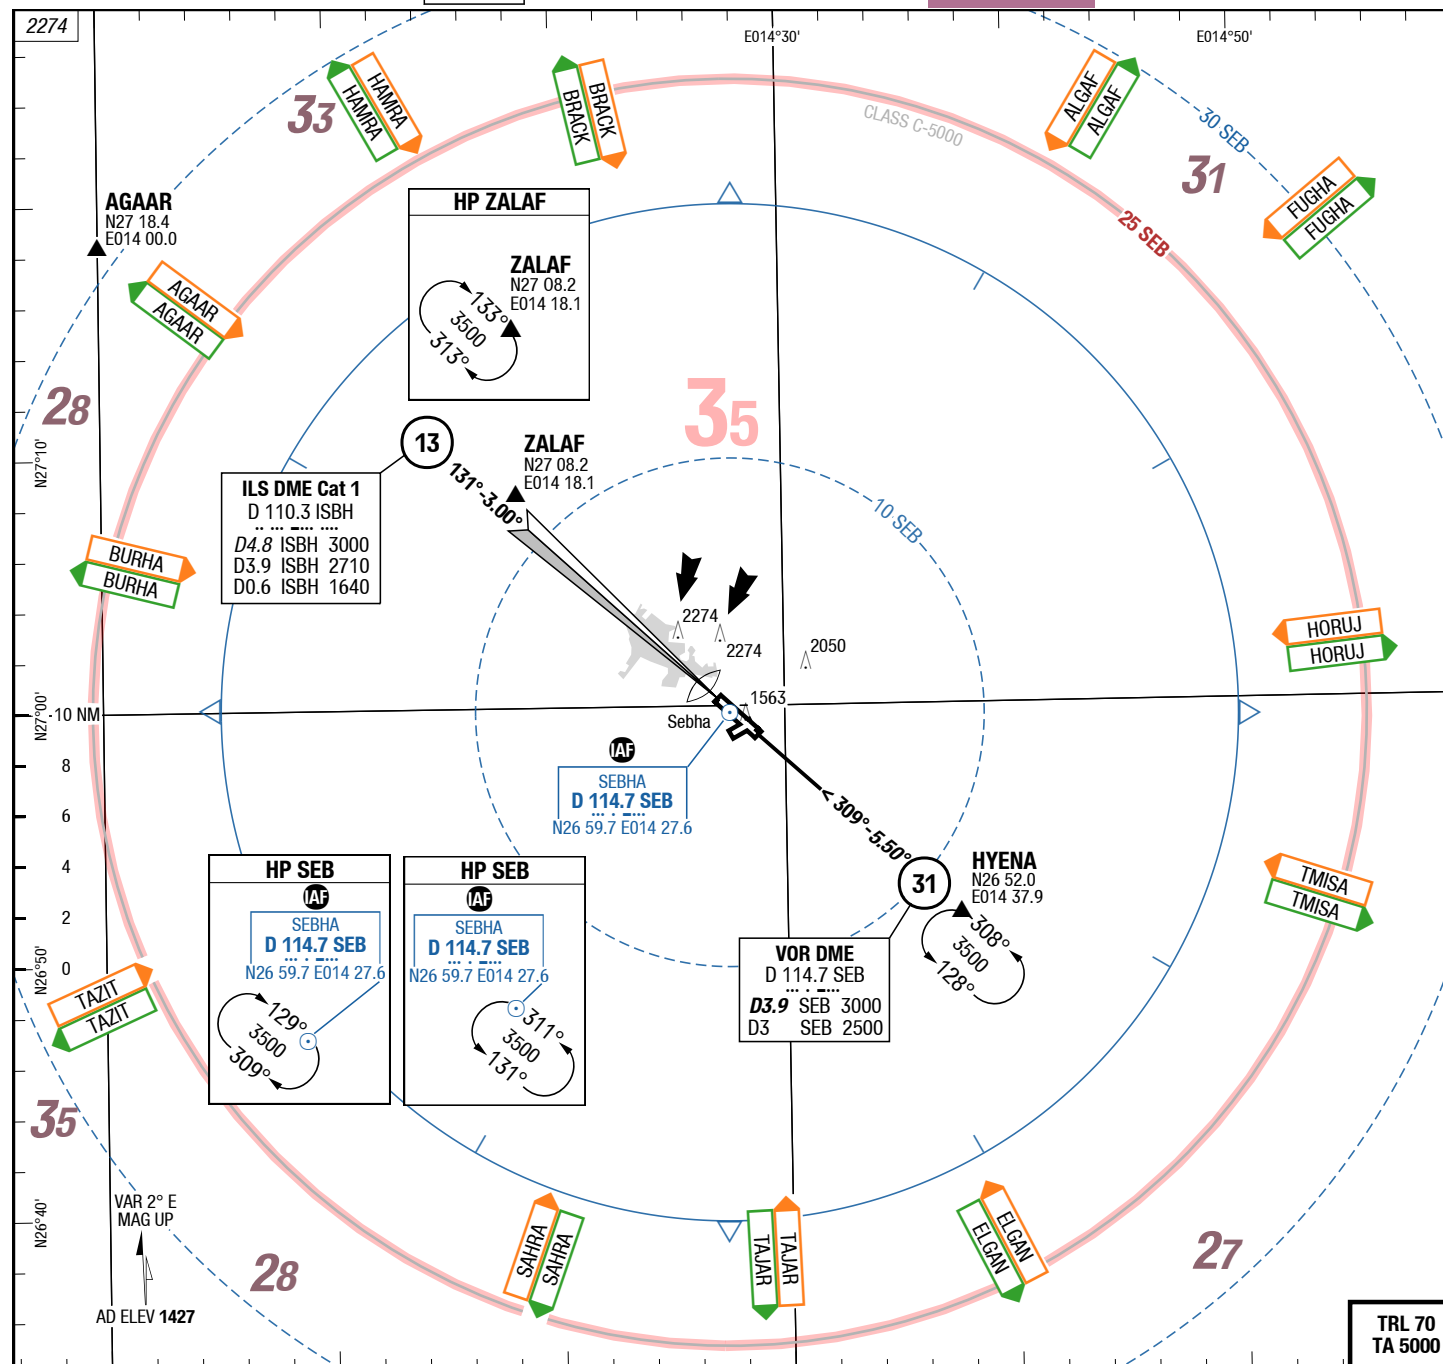 2274
E014°30'
E014°50'
HAMRA
HAMRA
BRACK
BRACK
ALGAF
ALGAF
CLASS C-5000
30 SEB
33
31
FUGHA
FUGHA
25 SEB
AGAAR
N27 18.4
E014 00.0
AGAAR
AGAAR
HP ZALAF
ZALAF
N27 08.2
E014 18.1
133°
3500
313°
28
35
N27°10'
13
131°-3.00°
ZALAF
N27 08.2
E014 18.1
ILS DME Cat 1
D 110.3 ISBH
D4.8 ISBH 3000
D3.9 ISBH 2710
D0.6 ISBH 1640
10 SEB
BURHA
BURHA
2274
2274
2050
1563
HORUJ
HORUJ
N27°00'
10 NM
8
6
4
2
0
Sebha
IAF
SEBHA
D 114.7 SEB
N26 59.7 E014 27.6
< 309°-5.50°
31
HYENA
N26 52.0
E014 37.9
308°
3500
128°
TMISA
TMISA
HP SEB
IAF
SEBHA
D 114.7 SEB
N26 59.7 E014 27.6
129°
3500
309°
HP SEB
IAF
SEBHA
D 114.7 SEB
N26 59.7 E014 27.6
311°
3500
131°
VOR DME
D 114.7 SEB
D3.9 SEB 3000
D3 SEB 2500
N26°50'
TAZIT
TAZIT
35
VAR 2° E
MAG UP
AD ELEV 1427
N26°40'
28
SAHRA
SAHRA
TAJAR
TAJAR
ELGAN
ELGAN
27
TRL 70
TA 5000